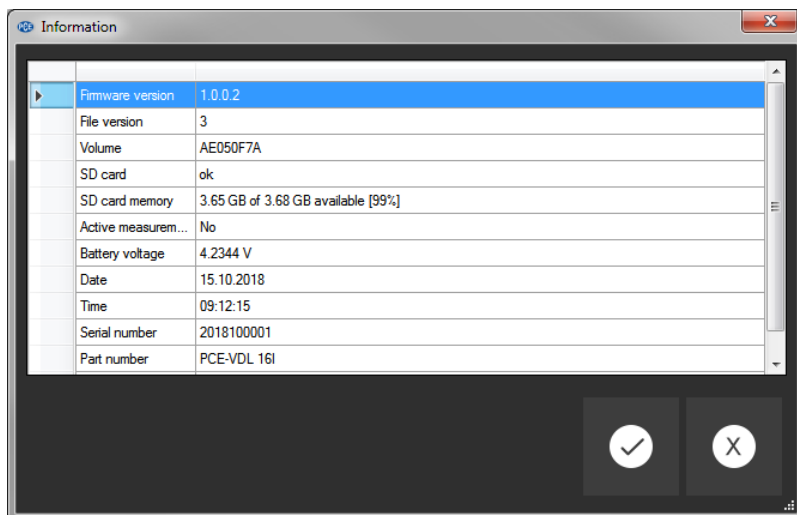 PCE Information X
Firmware version 1.0.0.2
File version 3
Volume AE050F7A
SD card ok
SD card memory 3.65 GB of 3.68 GB available [99%]
Active measurem... No
Battery voltage 4.2344 V
Date 15.10.2018
Time 09:12:15
Serial number 2018100001
Part number PCE-VDL 16I
X